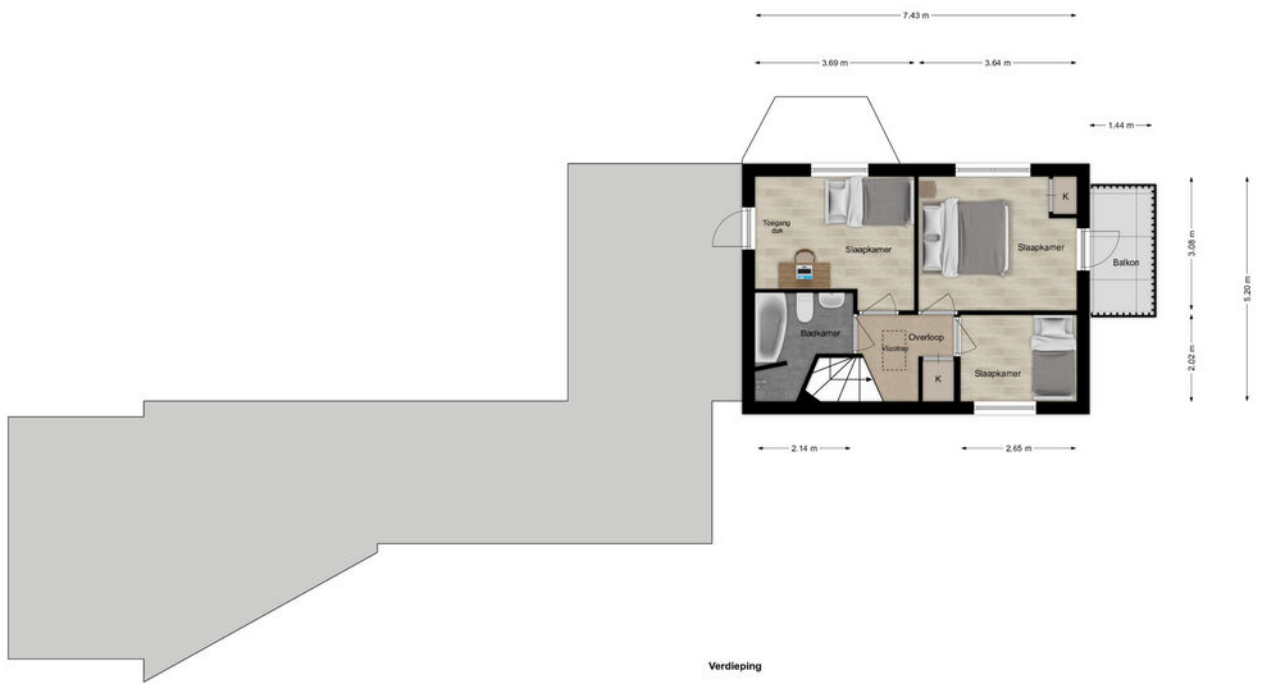 7.43 m
3.69 m
3.64 m
1.44 m
Toegang
dak
Slaapkamer
K
Slaapkamer
Balkon
3.08 m
5.20 m
Badkamer
Overloop
Vlizotrap
K
Slaapkamer
2.02 m
2.14 m
2.65 m
Verdieping